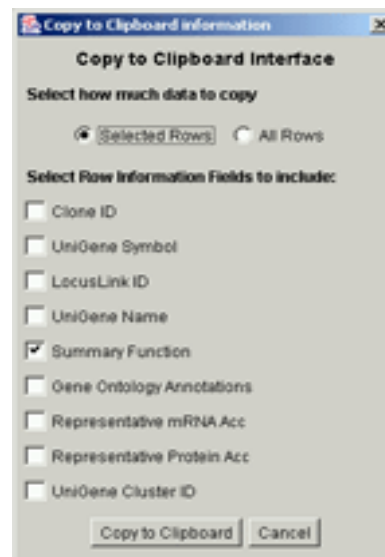 Copy to Clipboard information
Copy to Clipboard Interface
Select how much data to copy
Selected Rows All Rows
Select Row Information Fields to include:
Clone ID
UniGene Symbol
LocusLink ID
UniGene Name
Summary Function
Gene Ontology Annotations
Representative mRNA Acc
Representative Protein Acc
UniGene Cluster ID
Copy to Clipboard Cancel